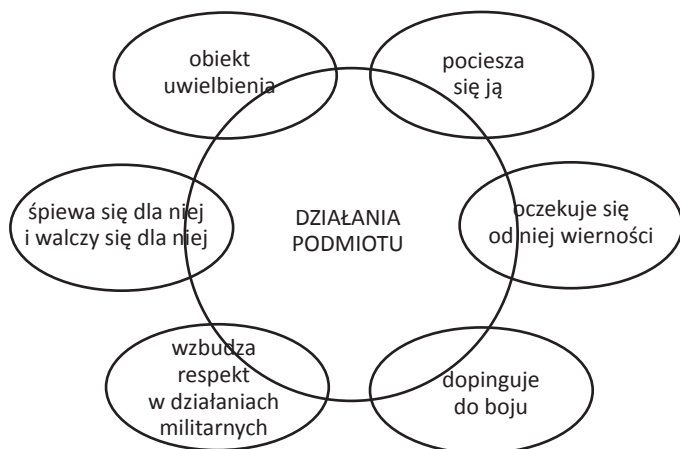 obiekt
uwielbienia
pociesza
się ją
śpiewa się dla niej
i walczy się dla niej
DZIAŁANIA
PODMIOTU
oczekuje się
od niej wierności
wzbudza
respekt
w działaniach
militarnych
dopinguje
do boju